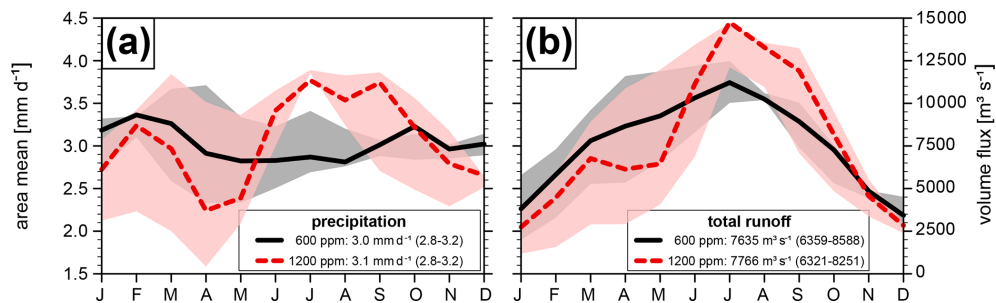 (a)
area mean [mm d⁻¹]
4.5
4.0
3.5
3.0
2.5
2.0
1.5
precipitation
600 ppm: 3.0 mm d⁻¹ (2.8-3.2)
1200 ppm: 3.1 mm d⁻¹ (2.8-3.2)
J F M A M J J A S O N D
(b)
15000
12500
10000
7500
5000
2500
0
volume flux [m³ s⁻¹]
total runoff
600 ppm: 7635 m³ s⁻¹ (6359-8588)
1200 ppm: 7766 m³ s⁻¹ (6321-8251)
J F M A M J J A S O N D